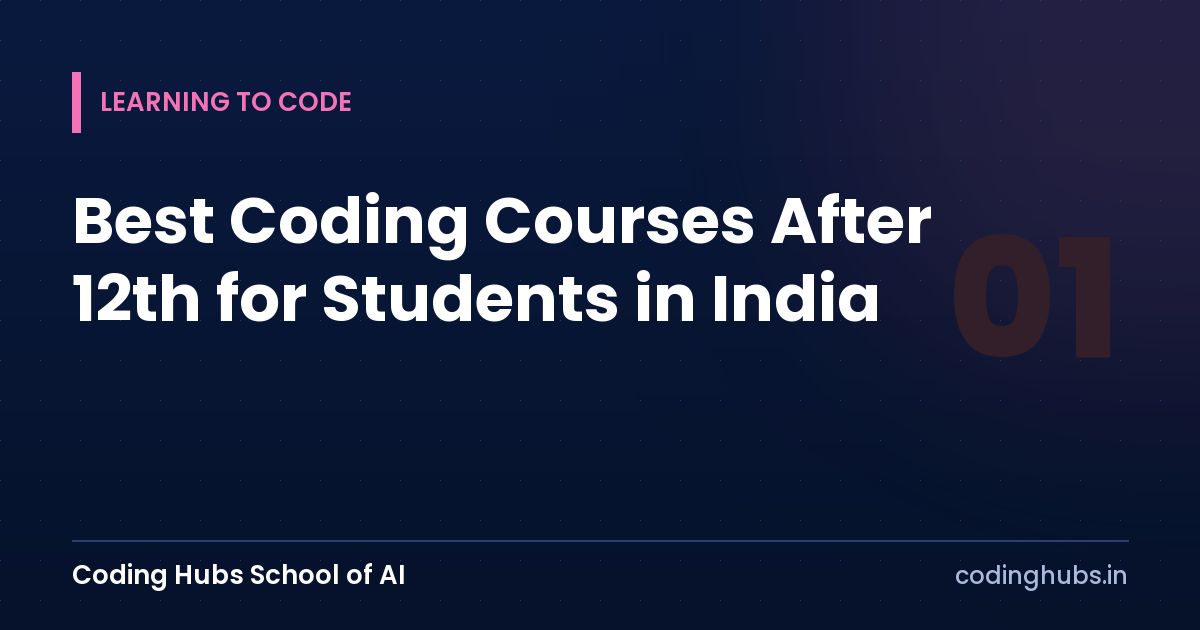 LEARNING TO CODE
Best Coding Courses After
12th for Students in India
01
Coding Hubs School of AI
codinghubs.in